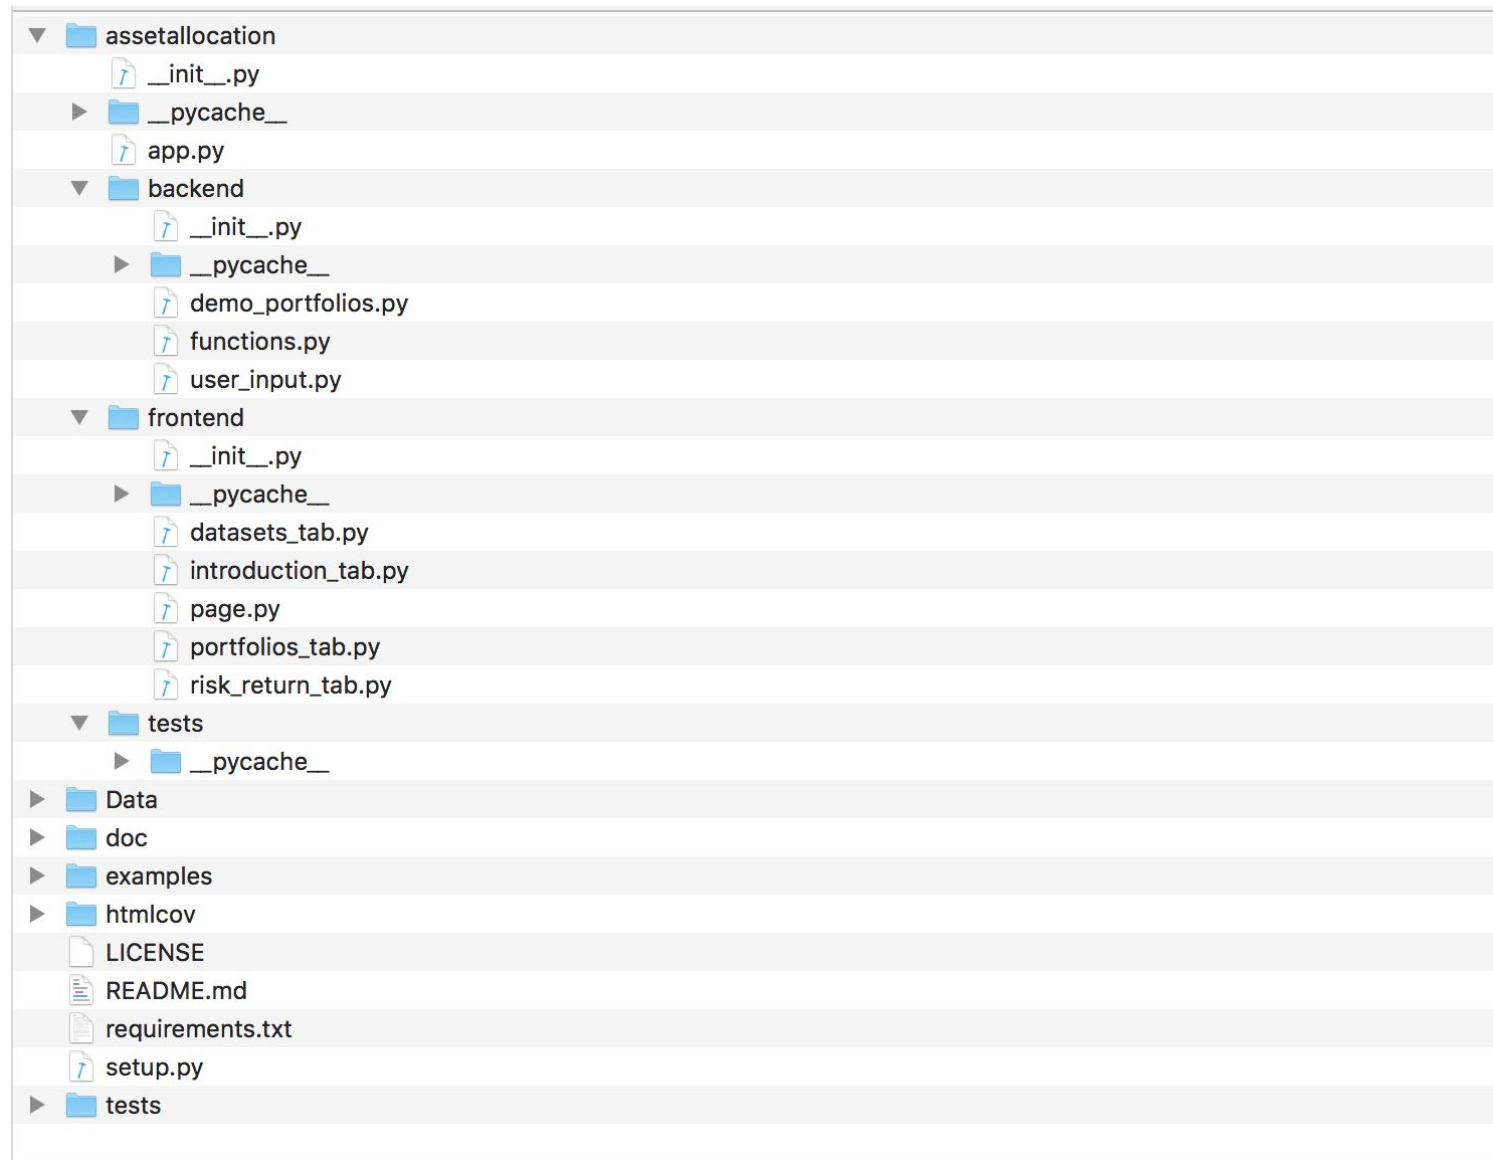 assetallocation
__init__.py
__pycache__
app.py
backend
__init__.py
__pycache__
demo_portfolios.py
functions.py
user_input.py
frontend
__init__.py
__pycache__
datasets_tab.py
introduction_tab.py
page.py
portfolios_tab.py
risk_return_tab.py
tests
__pycache__
Data
doc
examples
htmlcov
LICENSE
README.md
requirements.txt
setup.py
tests